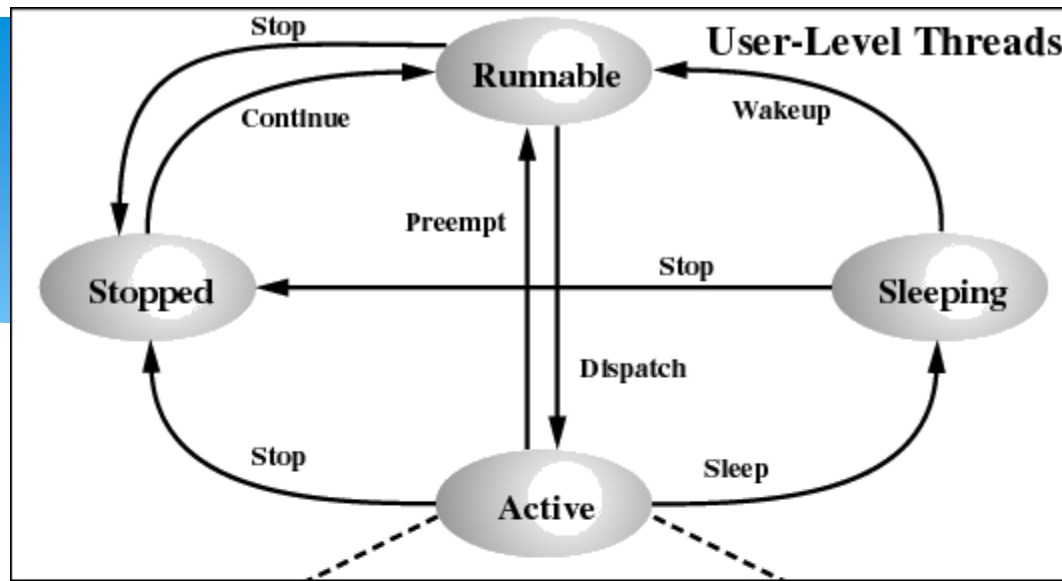 Stop
User-Level Threads
Runnable
Continue
Wakeup
Preempt
Stop
Stopped
Sleeping
Dispatch
Stop
Sleep
Active